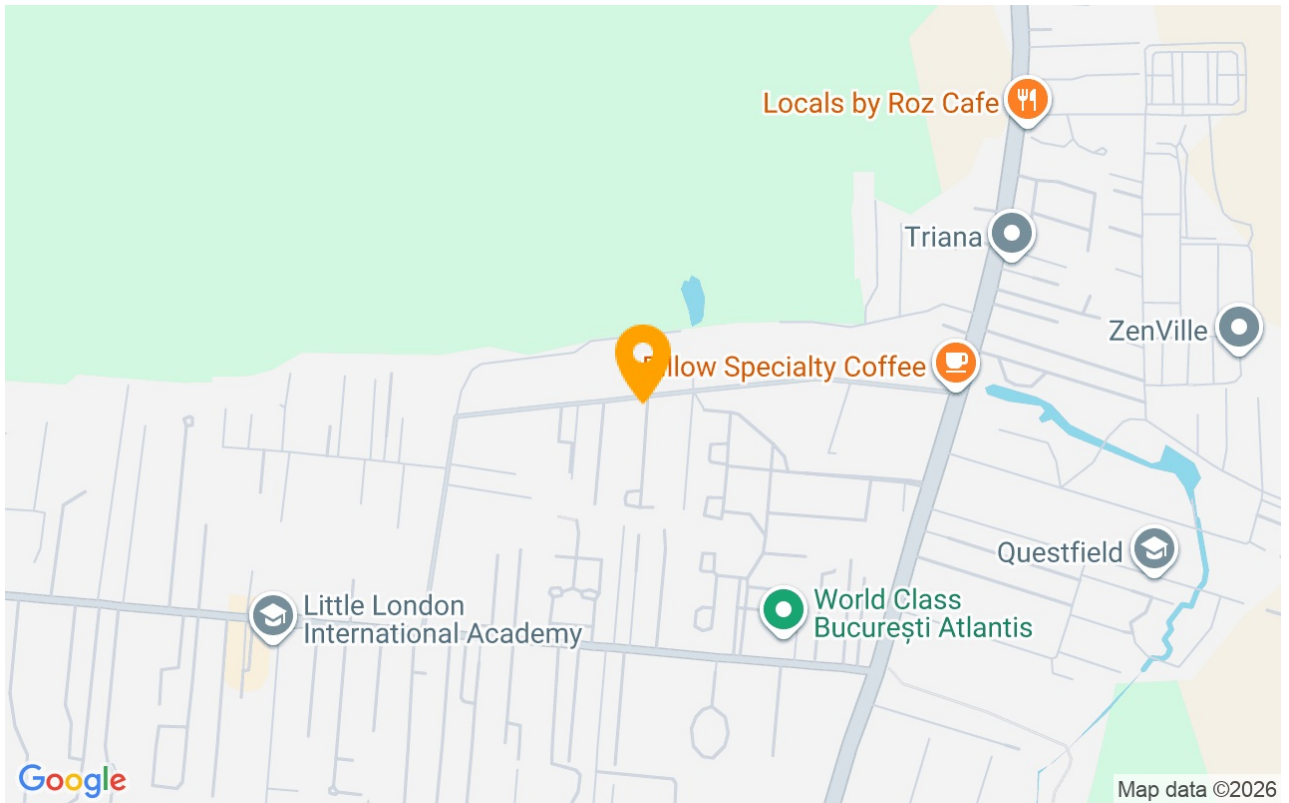 Locals by Roz Cafe
Triana
ZenVille
llow Specialty Coffee
Questfield
World Class
București Atlantis
Little London
International Academy
Google
Map data ©2026